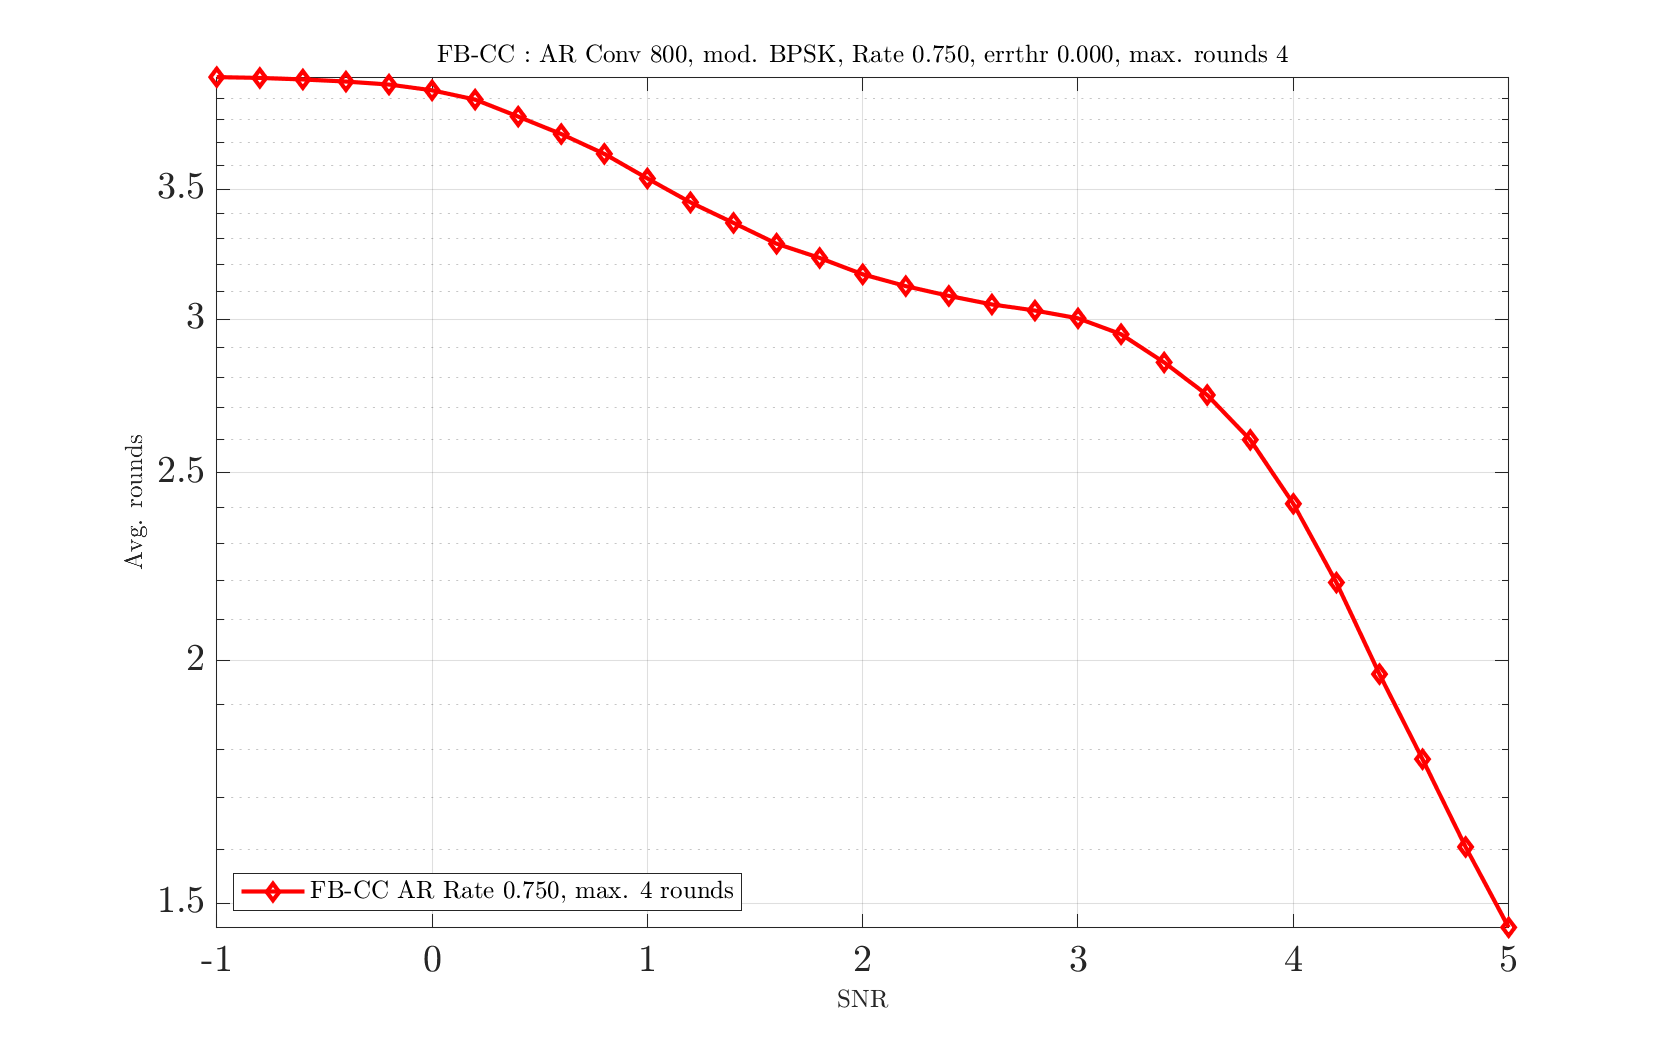 FB-CC : AR Conv 800, mod. BPSK, Rate 0.750, errthr 0.000, max. rounds 4
3.5
3
2.5
2
1.5
Avg. rounds
FB-CC AR Rate 0.750, max. 4 rounds
-1 0 1 2 3 4 5
SNR